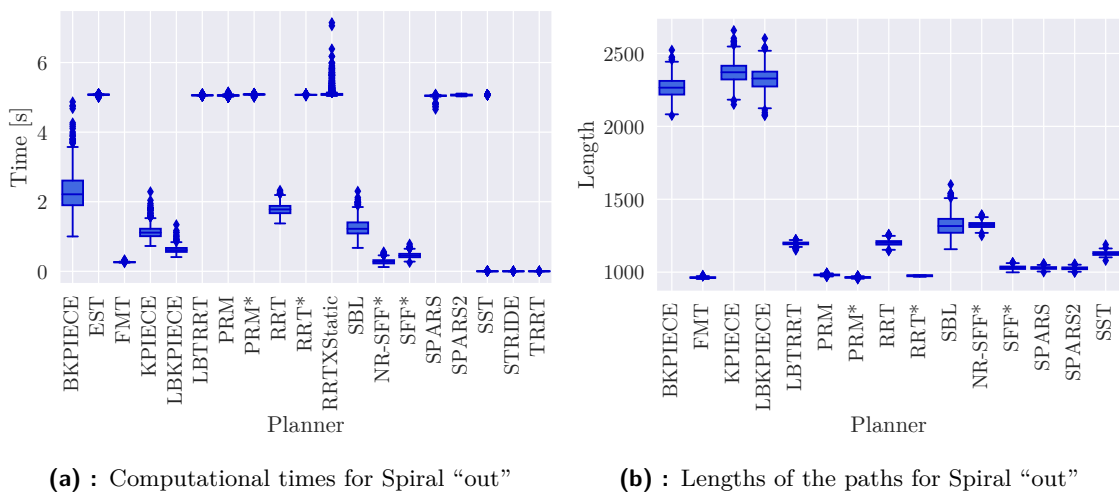 6
4
2
0
Time [s]
BKPIECE
EST
FMT
KPIECE
LBKPIECE
LBTRRT
PRM
PRM*
RRT
RRT*
RRTXStatic
SBL
NR-SFF*
SFF*
SPARS
SPARS2
SST
STRIDE
TRRT
Planner
(a) : Computational times for Spiral “out”
2500
2000
1500
1000
Length
BKPIECE
FMT
KPIECE
LBKPIECE
LBTRRT
PRM
PRM*
RRT
RRT*
SBL
NR-SFF*
SFF*
SPARS
SPARS2
SST
Planner
(b) : Lengths of the paths for Spiral “out”